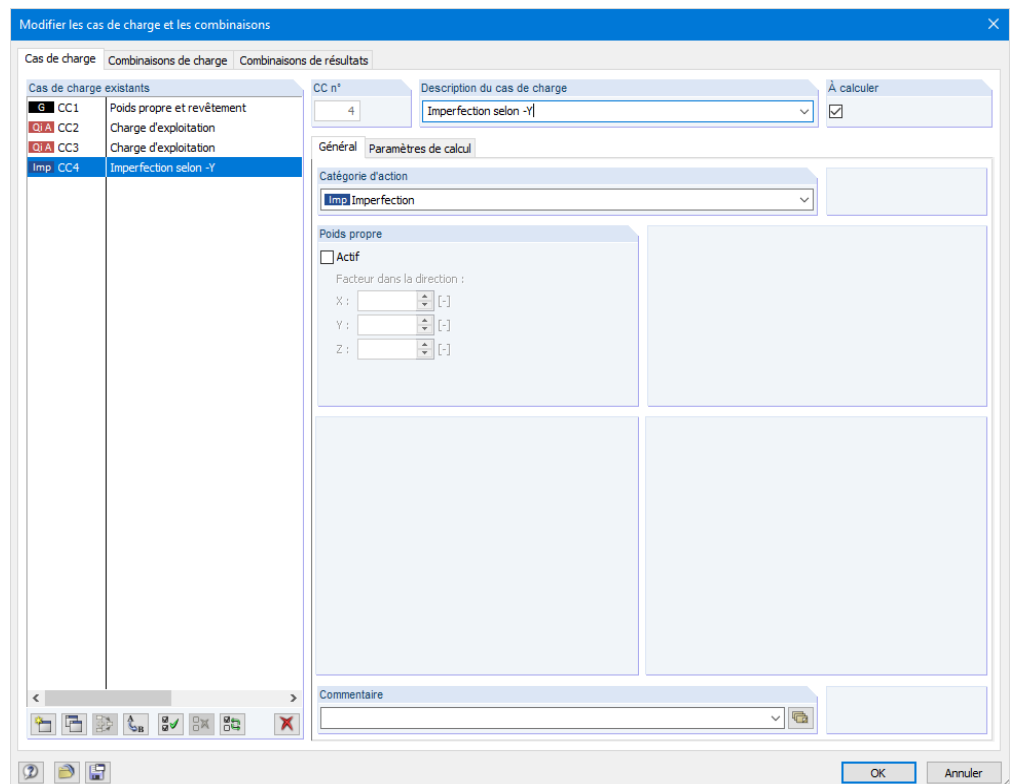 Modifier les cas de charge et les combinaisons
Cas de charge Combinaisons de charge Combinaisons de résultats
Cas de charge existants
G CC1 Poids propre et revêtement
Qi A CC2 Charge d'exploitation
Qi A CC3 Charge d'exploitation
Imp CC4 Imperfection selon -Y
CC n°
4
Description du cas de charge
Imperfection selon -Y
À calculer
Général Paramètres de calcul
Catégorie d'action
Imp Imperfection
Poids propre
Actif
Facteur dans la direction :
X : [-]
Y : [-]
Z : [-]
Commentaire
OK Annuler